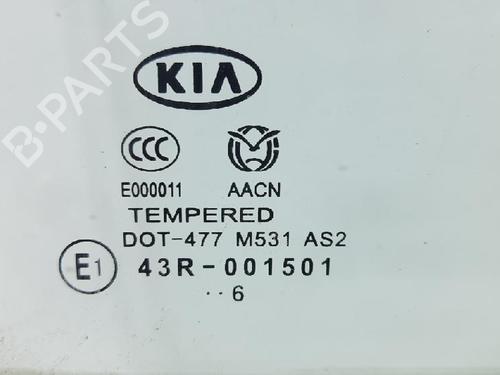 B-PARTS
KIA
CCC
E000011 AACN
TEMPERED
DOT-477 M531 AS2
E1 43R-001501
··6